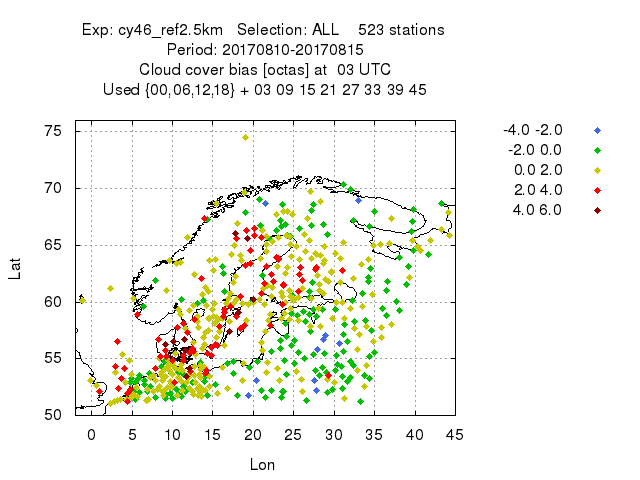 Exp: cy46_ref2.5km Selection: ALL 523 stations
Period: 20170810-20170815
Cloud cover bias [octas] at 03 UTC
Used {00,06,12,18} + 03 09 15 21 27 33 39 45
-4.0 -2.0
-2.0 0.0
0.0 2.0
2.0 4.0
4.0 6.0
75
70
65
60
55
50
Lat
0 5 10 15 20 25 30 35 40 45
Lon